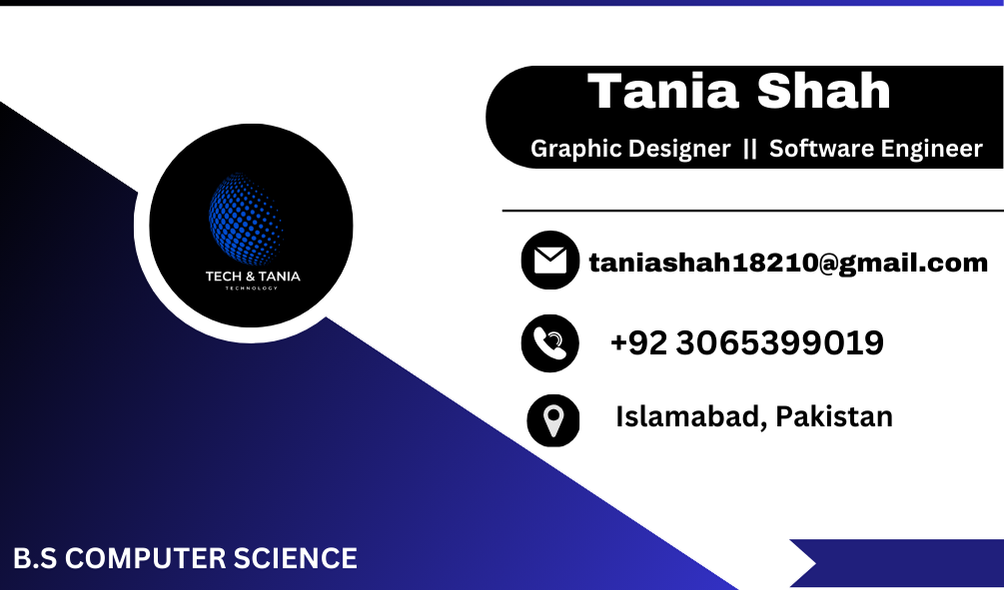 Tania Shah
Graphic Designer || Software Engineer
TECH & TANIA
TECHNOLOGY
taniashah18210@gmail.com
+92 3065399019
Islamabad, Pakistan
B.S COMPUTER SCIENCE